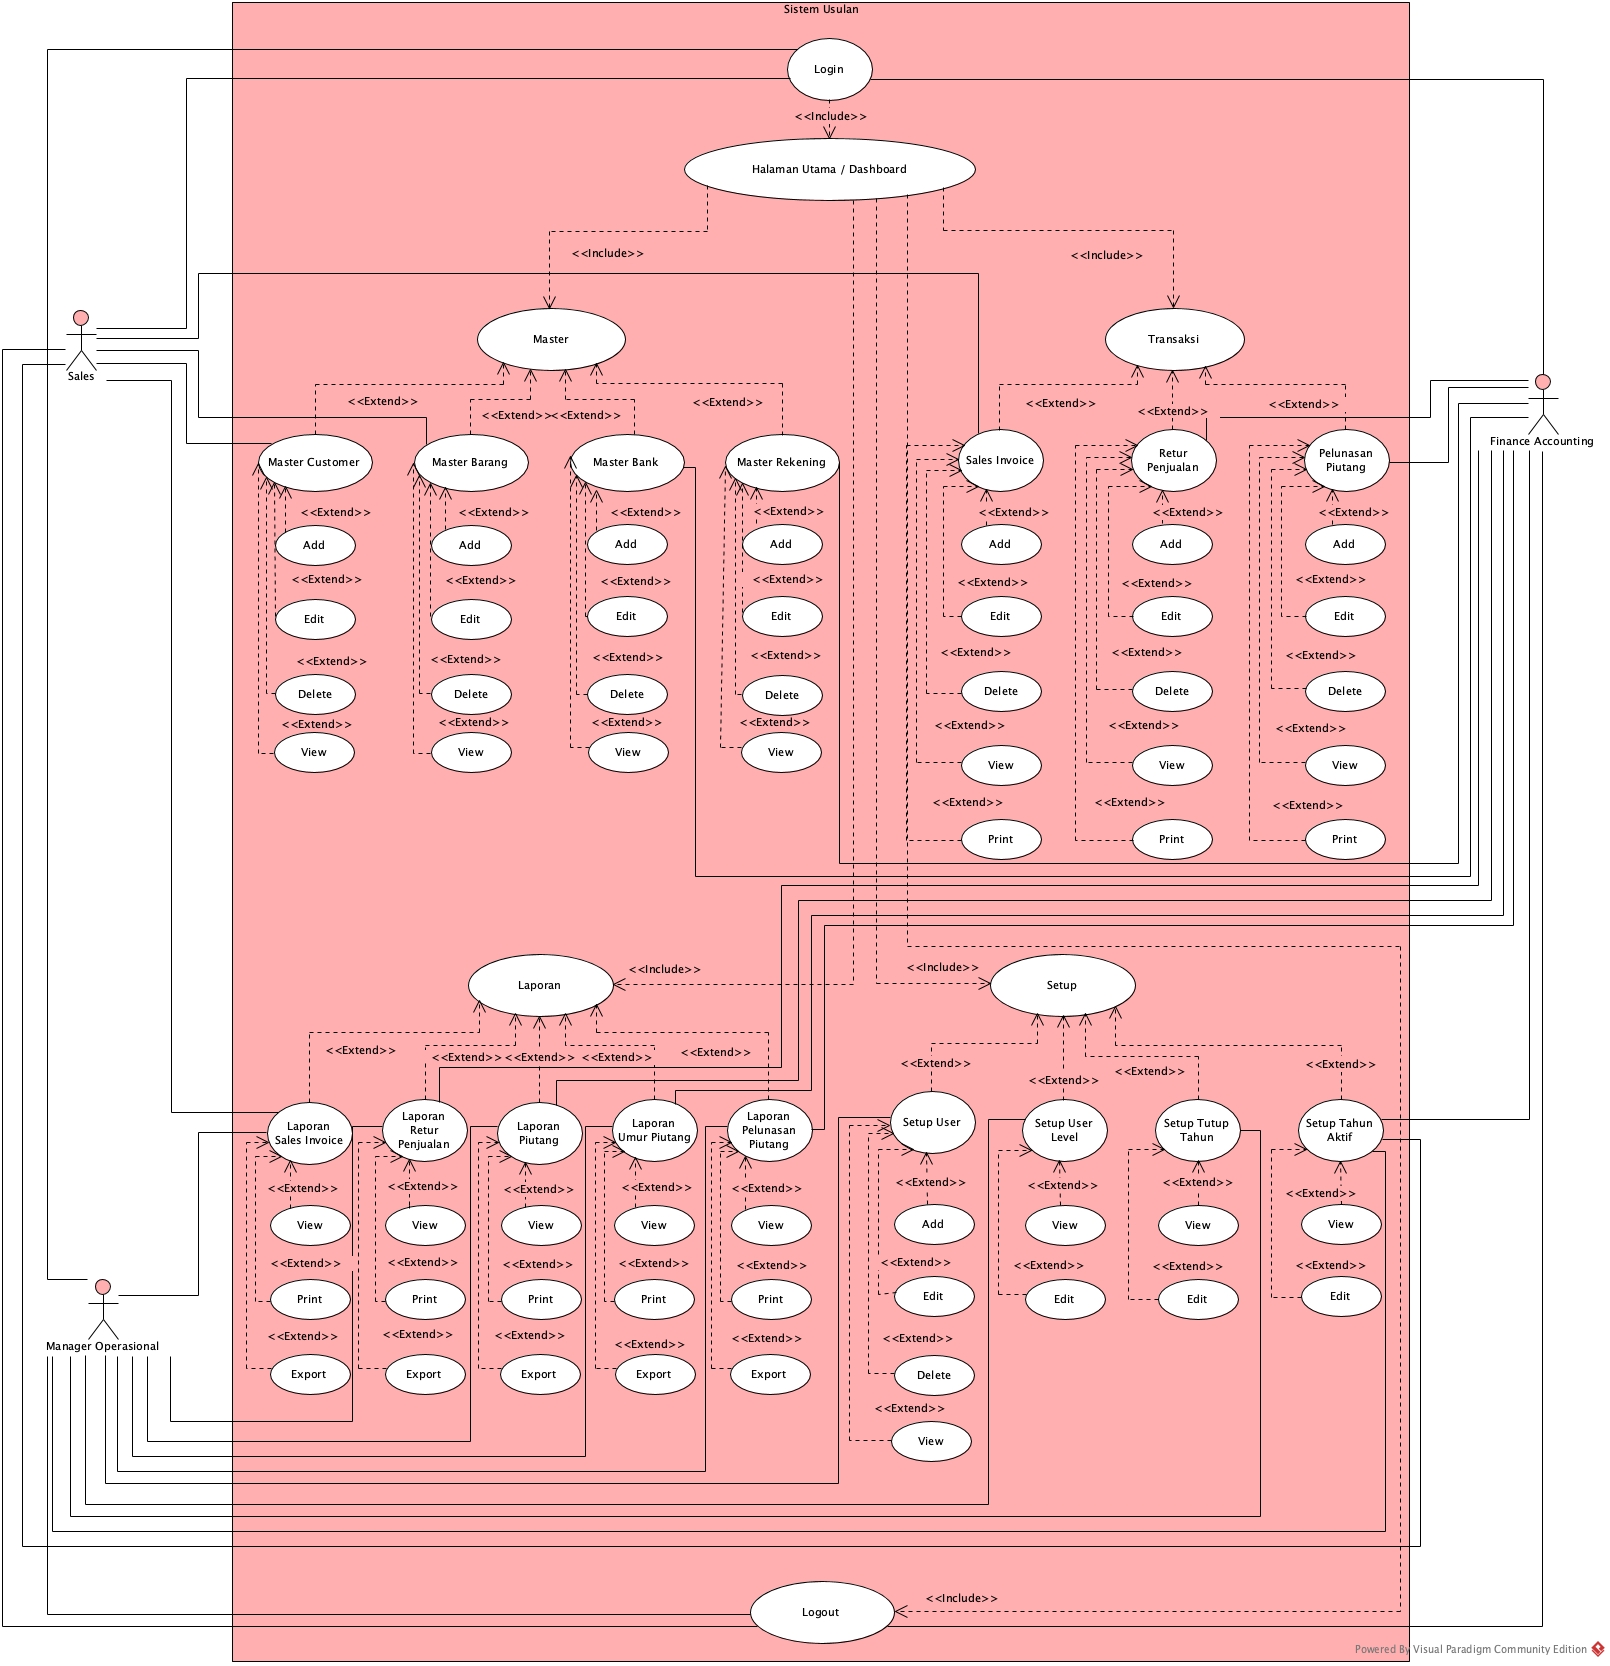 Sistem Usulan
Login
<<Include>>
Halaman Utama / Dashboard
<<Include>>
<<Include>>
Master
Transaksi
Sales
Finance Accounting
<<Extend>>
<<Extend>>
<<Extend>>
<<Extend>>
<<Extend>>
<<Extend>>
<<Extend>>
Master Customer
Master Barang
Master Bank
Master Rekening
Sales Invoice
Retur
Penjualan
Pelunasan
Piutang
<<Extend>>
<<Extend>>
<<Extend>>
<<Extend>>
<<Extend>>
<<Extend>>
<<Extend>>
Add
Add
Add
Add
Add
Add
Add
<<Extend>>
<<Extend>>
<<Extend>>
<<Extend>>
<<Extend>>
<<Extend>>
<<Extend>>
Edit
Edit
Edit
Edit
Edit
Edit
Edit
<<Extend>>
<<Extend>>
<<Extend>>
<<Extend>>
<<Extend>>
<<Extend>>
<<Extend>>
Delete
Delete
Delete
Delete
Delete
Delete
Delete
<<Extend>>
<<Extend>>
<<Extend>>
<<Extend>>
<<Extend>>
<<Extend>>
<<Extend>>
View
View
View
View
View
View
View
<<Extend>>
<<Extend>>
<<Extend>>
Print
Print
Print
<<Include>>
<<Include>>
Laporan
Setup
<<Extend>>
<<Extend>>
<<Extend>>
<<Extend>>
<<Extend>>
<<Extend>>
<<Extend>>
<<Extend>>
<<Extend>>
Laporan
Sales Invoice
Laporan
Retur
Penjualan
Laporan
Piutang
Laporan
Umur Piutang
Laporan
Pelunasan
Piutang
Setup User
Setup User
Level
Setup Tutup
Tahun
Setup Tahun
Aktif
<<Extend>>
<<Extend>>
<<Extend>>
<<Extend>>
<<Extend>>
<<Extend>>
<<Extend>>
<<Extend>>
<<Extend>>
View
View
View
View
View
Add
View
View
View
<<Extend>>
<<Extend>>
<<Extend>>
<<Extend>>
<<Extend>>
<<Extend>>
<<Extend>>
<<Extend>>
<<Extend>>
Print
Print
Print
Print
Print
Edit
Edit
Edit
Edit
Manager Operasional
<<Extend>>
<<Extend>>
<<Extend>>
<<Extend>>
<<Extend>>
<<Extend>>
Export
Export
Export
Export
Export
Delete
<<Extend>>
View
<<Include>>
Logout
Powered By Visual Paradigm Community Edition